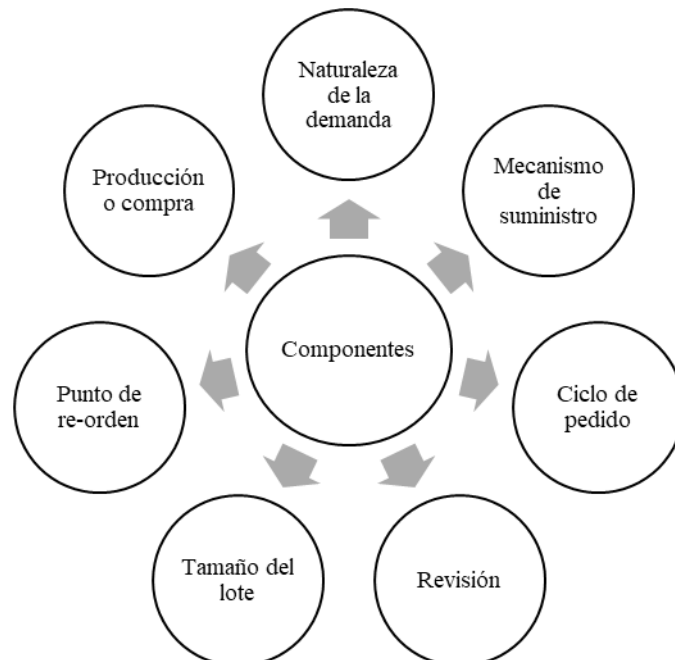 Naturaleza
de la
demanda
Mecanismo
de
suministro
Ciclo de
pedido
Revisión
Tamaño del
lote
Punto de
re-orden
Producción
o compra
Componentes